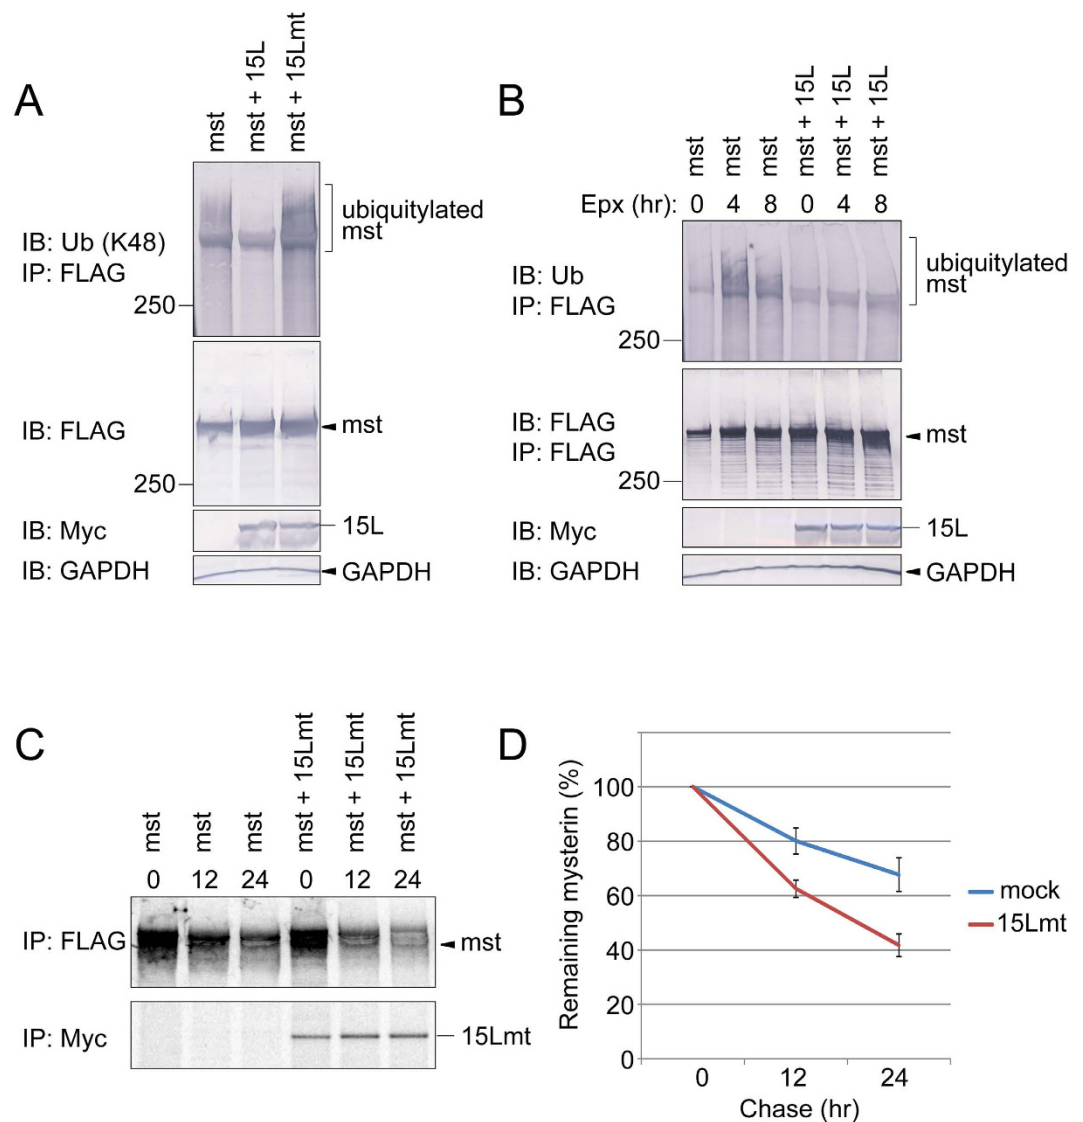 A
mst
mst + 15L
mst + 15Lmt
IB: Ub (K48)
IP: FLAG
ubiquitylated
mst
250
IB: FLAG
mst
250
IB: Myc
15L
IB: GAPDH
GAPDH
B
mst
mst
mst
mst + 15L
mst + 15L
mst + 15L
Epx (hr): 0 4 8 0 4 8
IB: Ub
IP: FLAG
ubiquitylated
mst
250
IB: FLAG
IP: FLAG
mst
250
IB: Myc
15L
IB: GAPDH
GAPDH
C
mst
mst
mst
mst + 15Lmt
mst + 15Lmt
mst + 15Lmt
0 12 24 0 12 24
IP: FLAG
mst
IP: Myc
15Lmt
D
Remaining mysterin (%)
100
80
60
40
20
0
0 12 24
Chase (hr)
mock
15Lmt